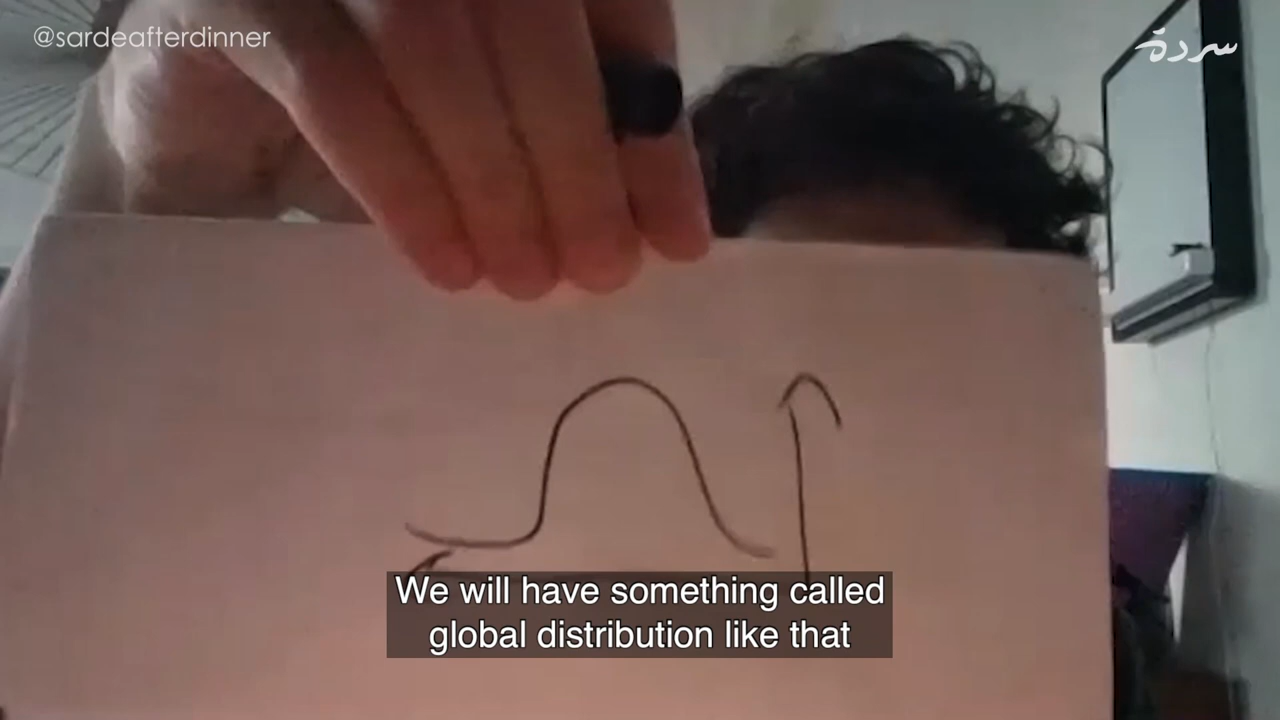 @sardeafterdinner
سردة
We will have something called
global distribution like that